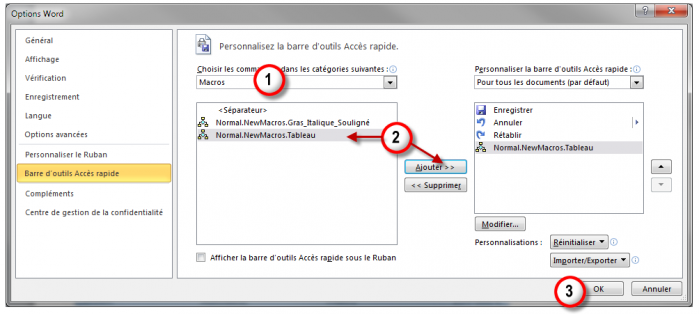 Options Word
Général
Affichage
Vérification
Enregistrement
Langue
Options avancées
Personnaliser le Ruban
Barre d'outils Accès rapide
Compléments
Centre de gestion de la confidentialité
Personnalisez la barre d'outils Accès rapide.
Choisir les comm dans les catégories suivantes :
1
Macros
<Séparateur>
Normal.NewMacros.Gras_Italique_Souligné
Normal.NewMacros.Tableau
2
Afficher la barre d'outils Accès rapide sous le Ruban
Ajouter >>
<< Supprimer
Personnaliser la barre d'outils Accès rapide :
Pour tous les documents (par défaut)
Enregistrer
Annuler
Rétablir
Normal.NewMacros.Tableau
Modifier...
Personnalisations :
Réinitialiser
Importer/Exporter
3
OK
Annuler